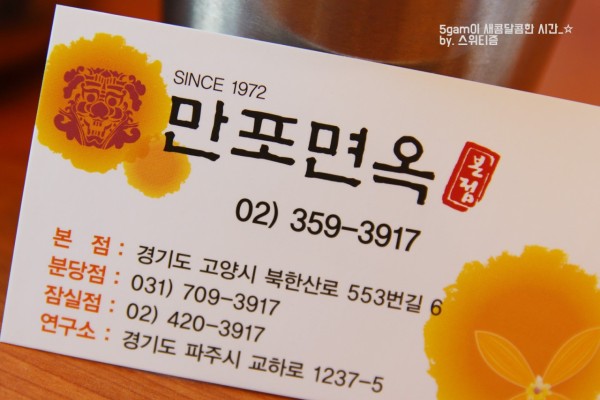 5gam이 새콤달콤한 시간_☆
by. 스위티즘
SINCE 1972
만포면옥 본점
02) 359-3917
본 점 : 경기도 고양시 북한산로 553번길 6
분당점 : 031) 709-3917
잠실점 : 02) 420-3917
연구소 : 경기도 파주시 교하로 1237-5